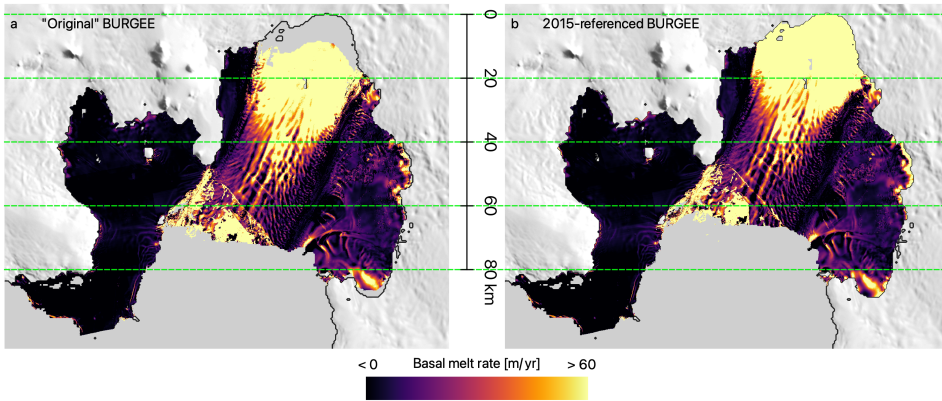 a "Original" BURGEE
b 2015-referenced BURGEE
0
20
40
60
80 km
< 0 Basal melt rate [m/yr] > 60